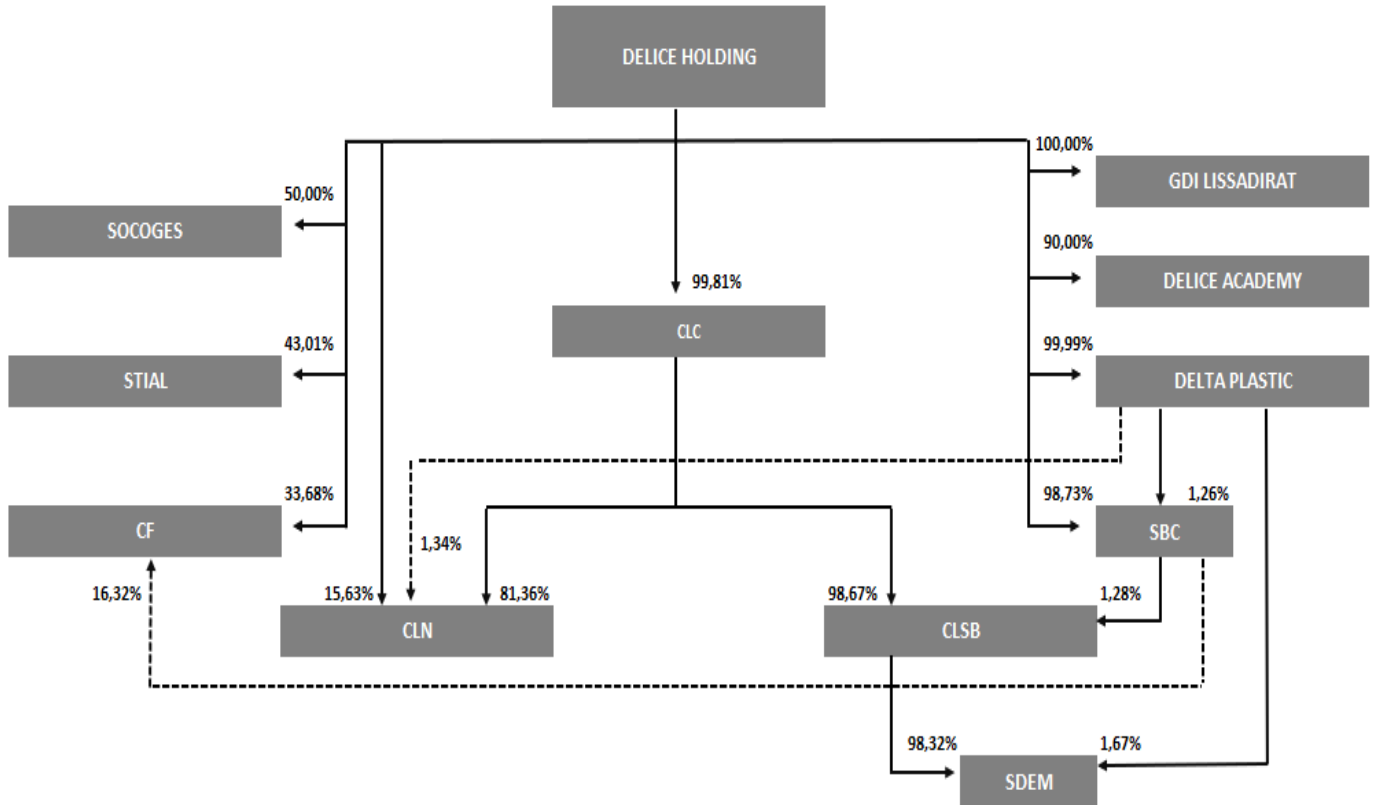 DELICE HOLDING
100,00%
GDI LISSADIRAT
50,00%
SOCOGES
90,00%
DELICE ACADEMY
99,81%
CLC
43,01%
STIAL
99,99%
DELTA PLASTIC
33,68%
CF
98,73%
1,26%
SBC
1,34%
16,32%
15,63%
81,36%
98,67%
1,28%
CLN
CLSB
98,32%
1,67%
SDEM